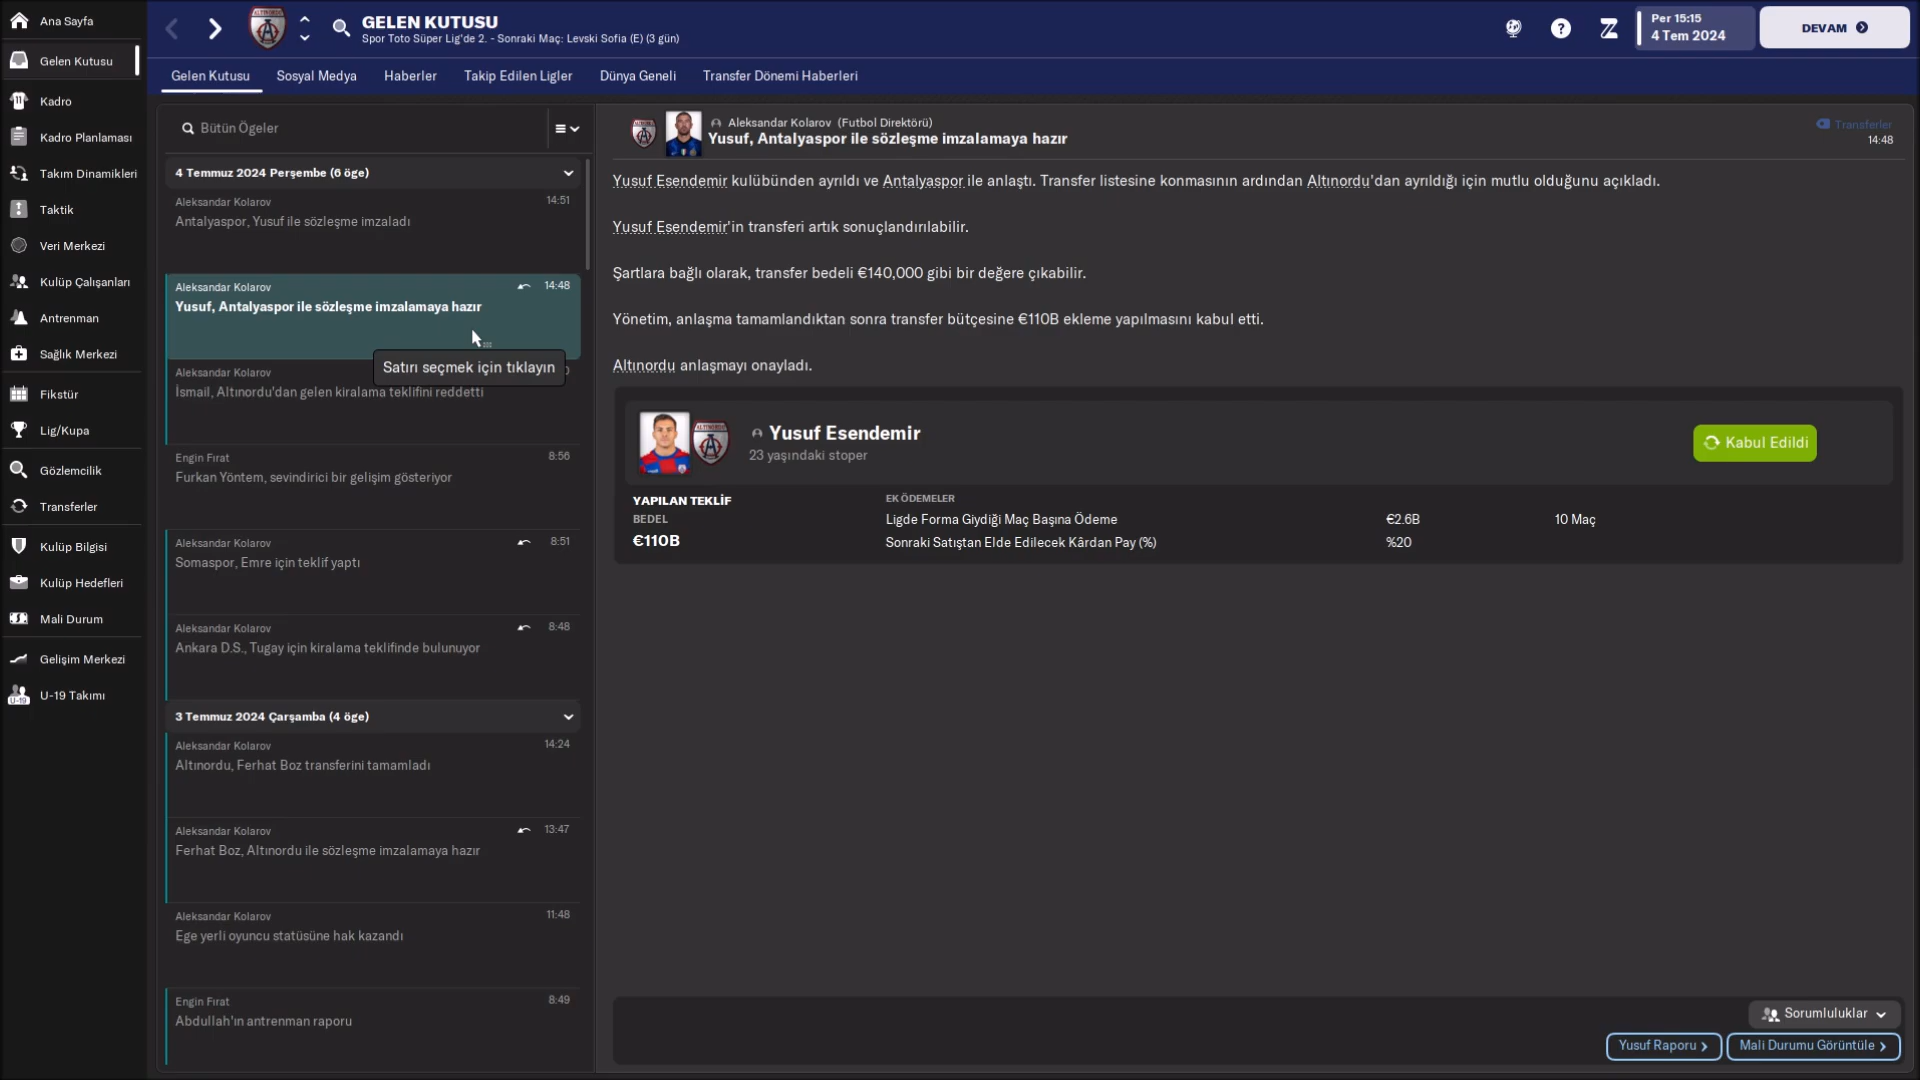 Ana Sayfa
Gelen Kutusu
Kadro
Kadro Planlaması
Takım Dinamikleri
Taktik
Veri Merkezi
Kulüp Çalışanları
Antrenman
Sağlık Merkezi
Fikstür
Lig/Kupa
Gözlemcilik
Transferler
Kulüp Bilgisi
Kulüp Hedefleri
Mali Durum
Gelişim Merkezi
U-19 Takımı
GELEN KUTUSU
Spor Toto Süper Lig'de 2. - Sonraki Maç: Levski Sofia (E) (3 gün)
Per 15:15
4 Tem 2024
DEVAM
Gelen Kutusu
Sosyal Medya
Haberler
Takip Edilen Ligler
Dünya Geneli
Transfer Dönemi Haberleri
Bütün Ögeler
4 Temmuz 2024 Perşembe (6 öge)
Aleksandar Kolarov 14:51
Antalyaspor, Yusuf ile sözleşme imzaladı
Aleksandar Kolarov 14:48
Yusuf, Antalyaspor ile sözleşme imzalamaya hazır
Satırı seçmek için tıklayın
Aleksandar Kolarov
İsmail, Altınordu'dan gelen kiralama teklifini reddetti
Engin Fırat 8:56
Furkan Yöntem, sevindirici bir gelişim gösteriyor
Aleksandar Kolarov 8:51
Somaspor, Emre için teklif yaptı
Aleksandar Kolarov 8:48
Ankara D.S., Tugay için kiralama teklifinde bulunuyor
3 Temmuz 2024 Çarşamba (4 öge)
Aleksandar Kolarov 14:24
Altınordu, Ferhat Boz transferini tamamladı
Aleksandar Kolarov 13:47
Ferhat Boz, Altınordu ile sözleşme imzalamaya hazır
Aleksandar Kolarov 11:48
Ege yerli oyuncu statüsüne hak kazandı
Engin Fırat 8:49
Abdullah'ın antrenman raporu
Aleksandar Kolarov (Futbol Direktörü)
Yusuf, Antalyaspor ile sözleşme imzalamaya hazır
Transferler
14:48
Yusuf Esendemir kulübünden ayrıldı ve Antalyaspor ile anlaştı. Transfer listesine konmasının ardından Altınordu'dan ayrıldığı için mutlu olduğunu açıkladı.
Yusuf Esendemir'in transferi artık sonuçlandırılabilir.
Şartlara bağlı olarak, transfer bedeli €140,000 gibi bir değere çıkabilir.
Yönetim, anlaşma tamamlandıktan sonra transfer bütçesine €110B ekleme yapılmasını kabul etti.
Altınordu anlaşmayı onayladı.
Yusuf Esendemir
23 yaşındaki stoper
Kabul Edildi
YAPILAN TEKLİF
BEDEL
€110B
EK ÖDEMELER
Ligde Forma Giydiği Maç Başına Ödeme €2.6B 10 Maç
Sonraki Satıştan Elde Edilecek Kârdan Pay (%) %20
Sorumluluklar
Yusuf Raporu
Mali Durumu Görüntüle